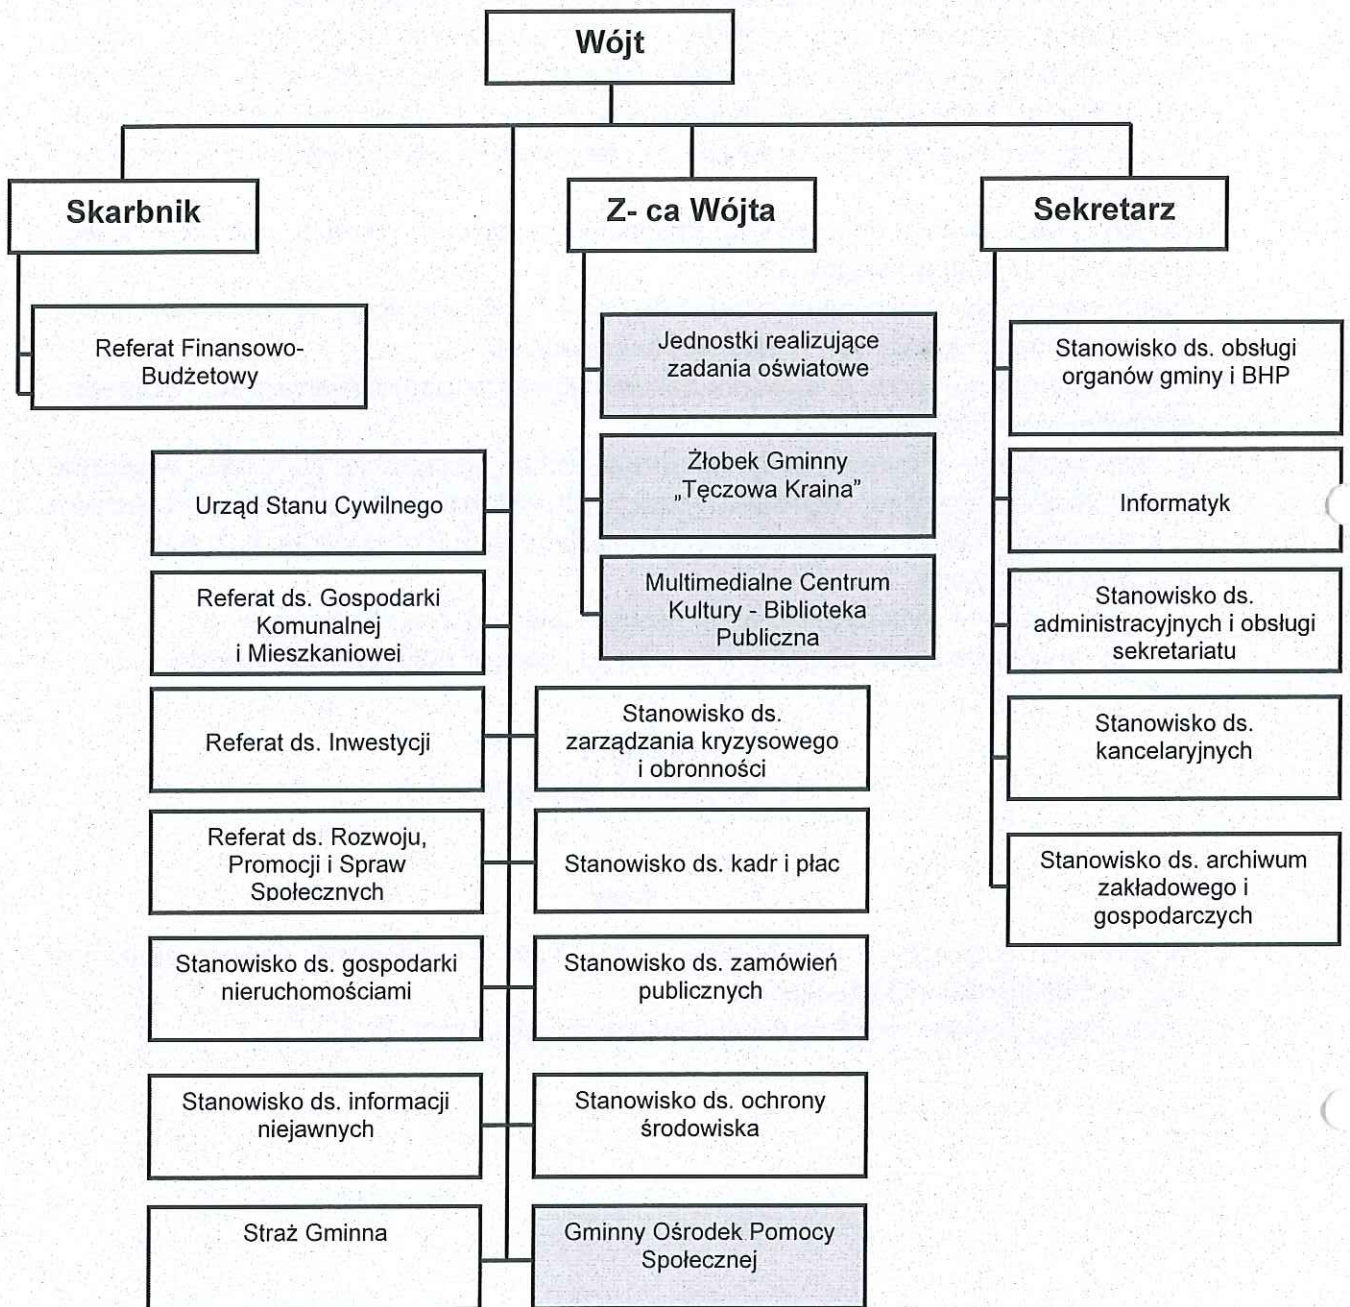 Wójt
Skarbnik
Z- ca Wójta
Sekretarz
Referat Finansowo-
Budżetowy
Jednostki realizujące
zadania oświatowe
Stanowisko ds. obsługi
organów gminy i BHP
Urząd Stanu Cywilnego
Żłobek Gminny
„Tęczowa Kraina”
Informatyk
Referat ds. Gospodarki
Komunalnej
i Mieszkaniowej
Multimedialne Centrum
Kultury - Biblioteka
Publiczna
Stanowisko ds.
administracyjnych i obsługi
sekretariatu
Referat ds. Inwestycji
Stanowisko ds.
zarządzania kryzysowego
i obronności
Stanowisko ds.
kancelaryjnych
Referat ds. Rozwoju,
Promocji i Spraw
Społecznych
Stanowisko ds. kadr i płac
Stanowisko ds. archiwum
zakładowego i
gospodarczych
Stanowisko ds. gospodarki
nieruchomościami
Stanowisko ds. zamówień
publicznych
Stanowisko ds. informacji
niejawnych
Stanowisko ds. ochrony
środowiska
Straż Gminna
Gminny Ośrodek Pomocy
Społecznej